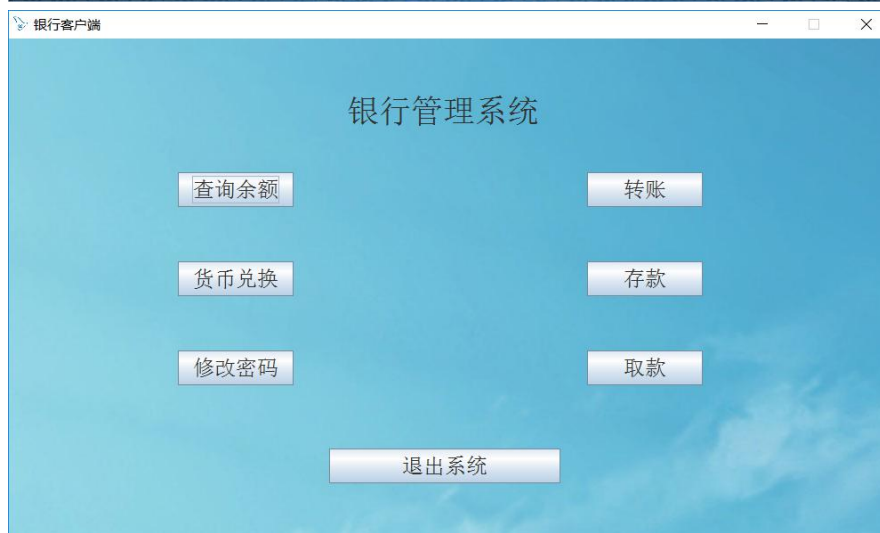 银行客户端
银行管理系统
查询余额 转账
货币兑换 存款
修改密码 取款
退出系统